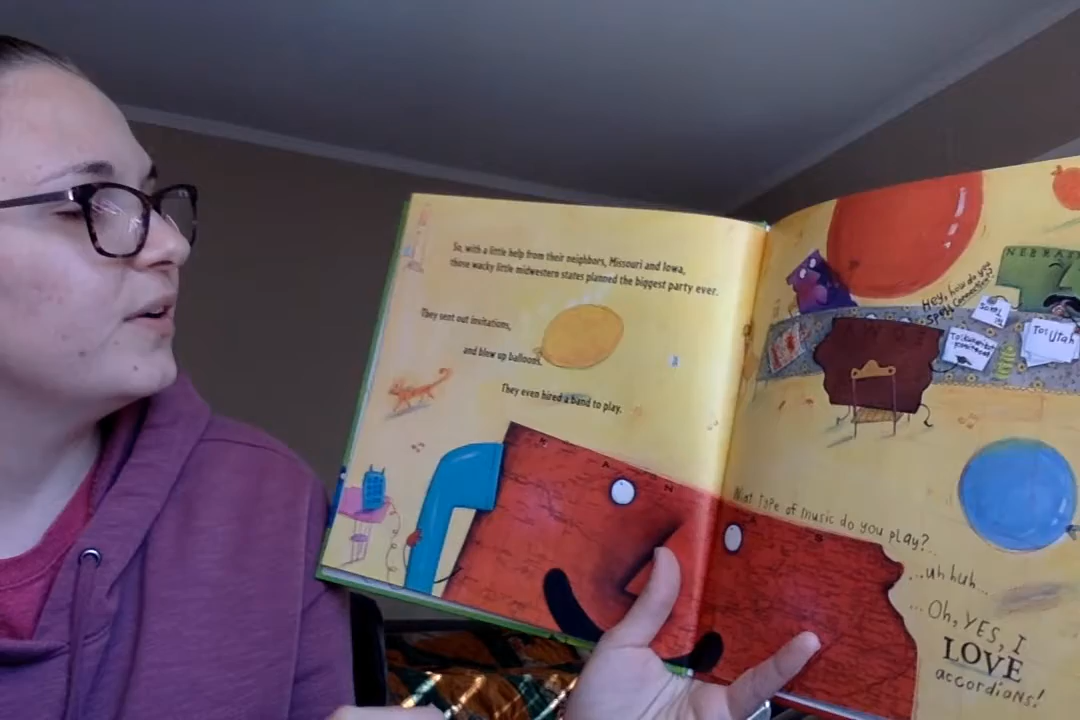 So, with a little help from their neighbors, Missouri and Iowa,
those wacky little midwestern states planned the biggest party ever.
They sent out invitations,
and blew up balloons.
They even hired a band to play.
Hey, how do you
spell Connecticut?
NEBRASKA
To: Utah
KANSAS
What type of music do you play?...
...uh huh...
...Oh, YES, I
LOVE
accordions!